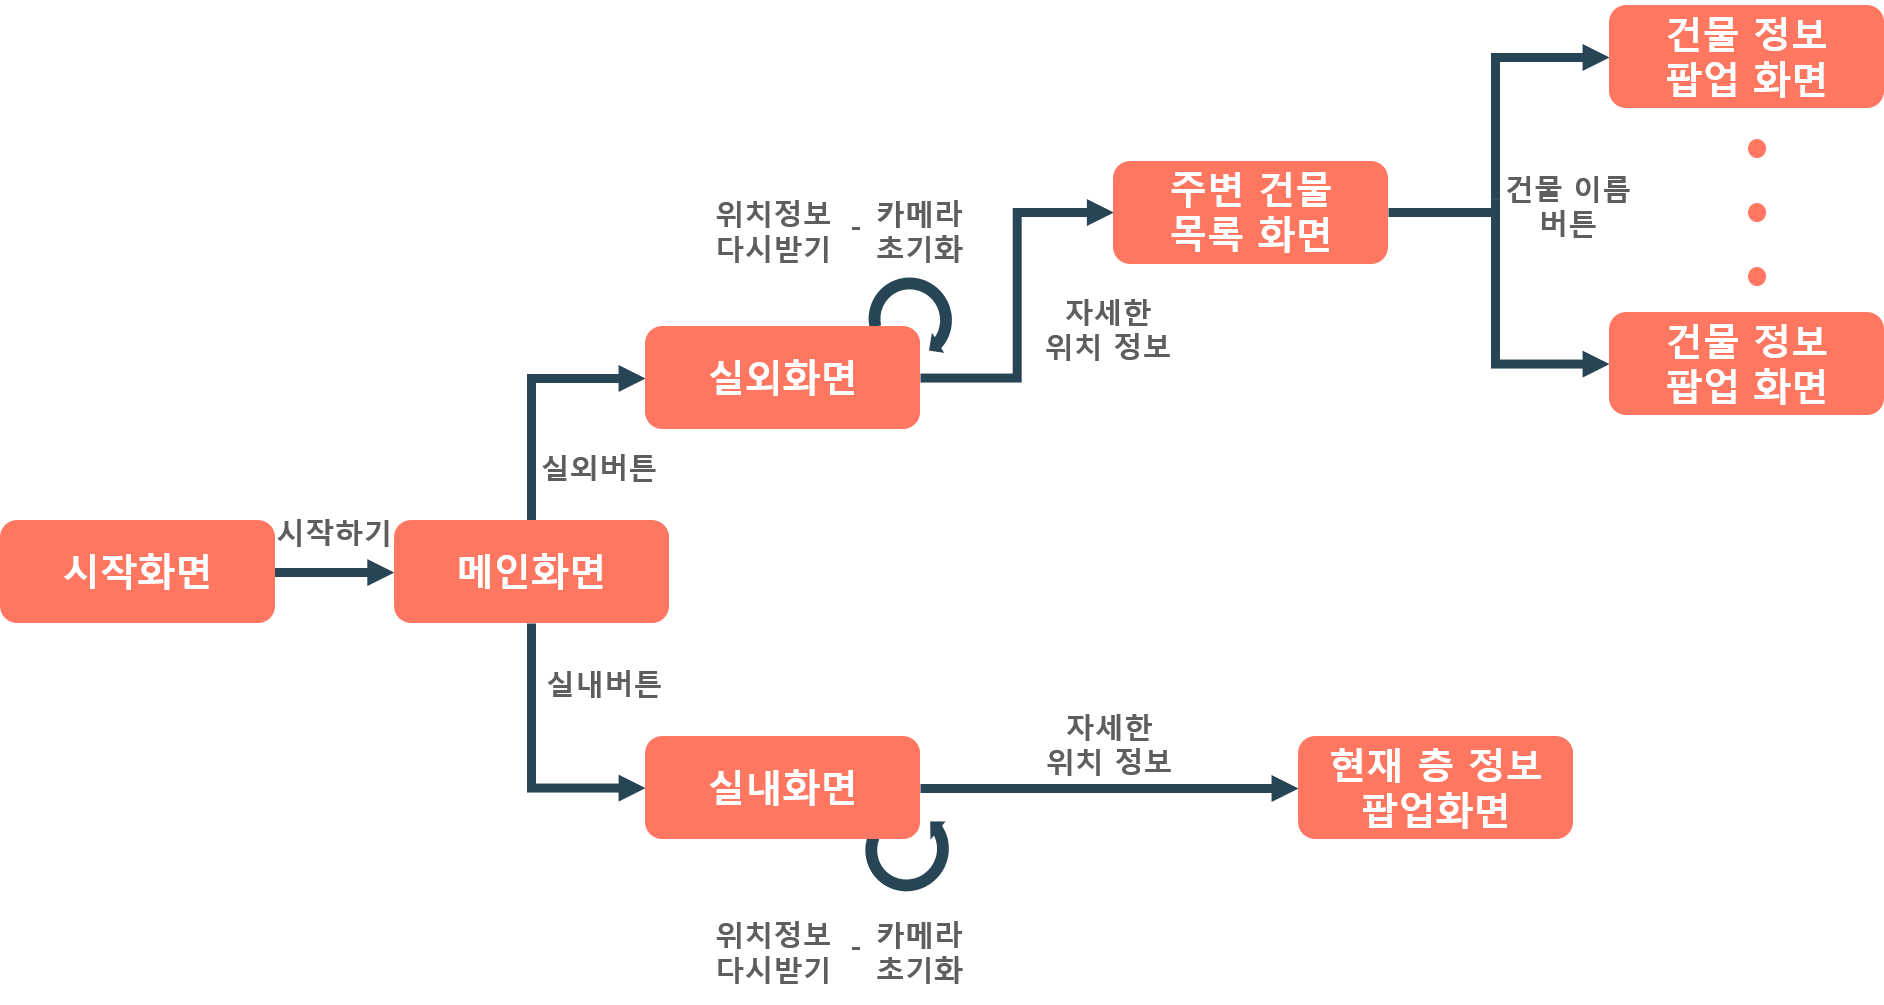 건물 정보
팝업 화면
건물 이름
버튼
주변 건물
목록 화면
위치정보 - 카메라
다시받기 초기화
자세한
위치 정보
건물 정보
팝업 화면
실외화면
실외버튼
시작하기
시작화면
메인화면
실내버튼
자세한
위치 정보
실내화면
현재 층 정보
팝업화면
위치정보 - 카메라
다시받기 초기화